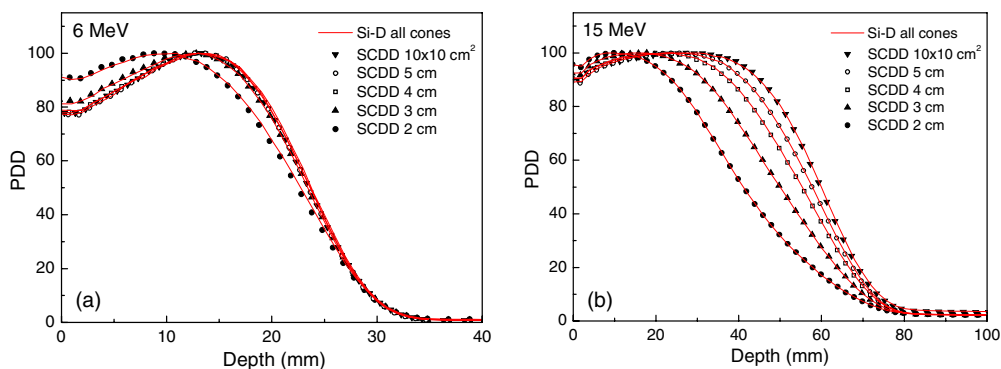 6 MeV
Si-D all cones
SCDD 10x10 cm²
SCDD 5 cm
SCDD 4 cm
SCDD 3 cm
SCDD 2 cm
100
80
60
40
20
0
PDD
(a)
0 10 20 30 40
Depth (mm)
15 MeV
Si-D all cones
SCDD 10x10 cm²
SCDD 5 cm
SCDD 4 cm
SCDD 3 cm
SCDD 2 cm
100
80
60
40
20
0
PDD
(b)
0 20 40 60 80 100
Depth (mm)